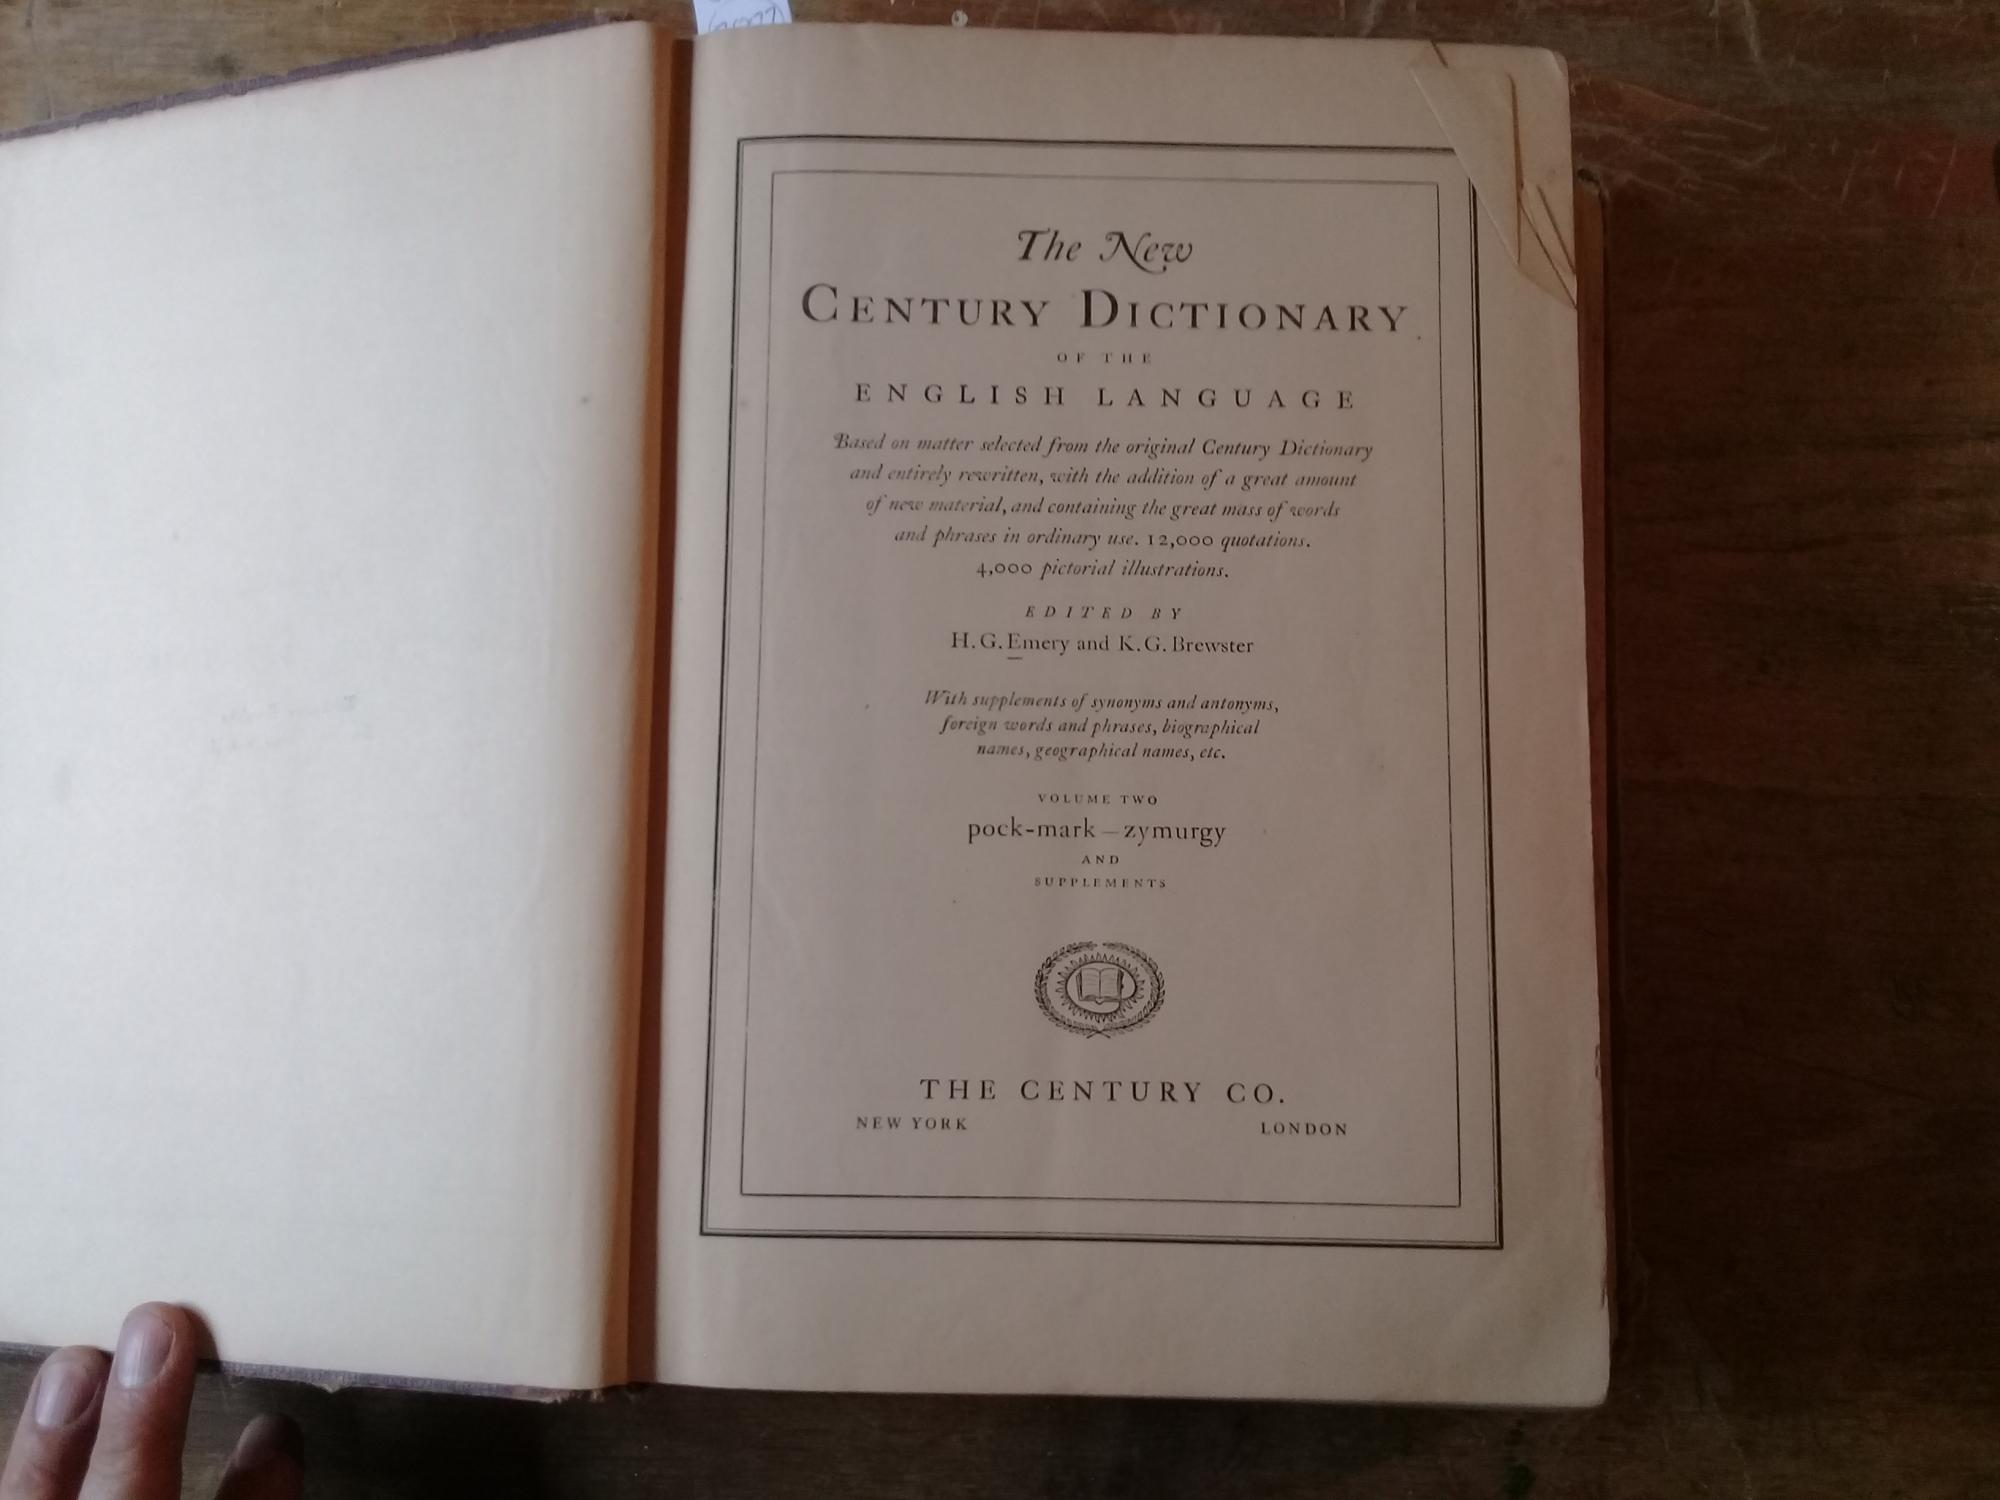 The New
CENTURY DICTIONARY
OF THE
ENGLISH LANGUAGE
Based on matter selected from the original Century Dictionary
and entirely rewritten, with the addition of a great amount
of new material, and containing the great mass of words
and phrases in ordinary use. 12,000 quotations.
4,000 pictorial illustrations.
EDITED BY
H. G. Emery and K. G. Brewster
With supplements of synonyms and antonyms,
foreign words and phrases, biographical
names, geographical names, etc.
VOLUME TWO
pock-mark – zymurgy
AND
SUPPLEMENTS
THE CENTURY CO.
NEW YORK LONDON